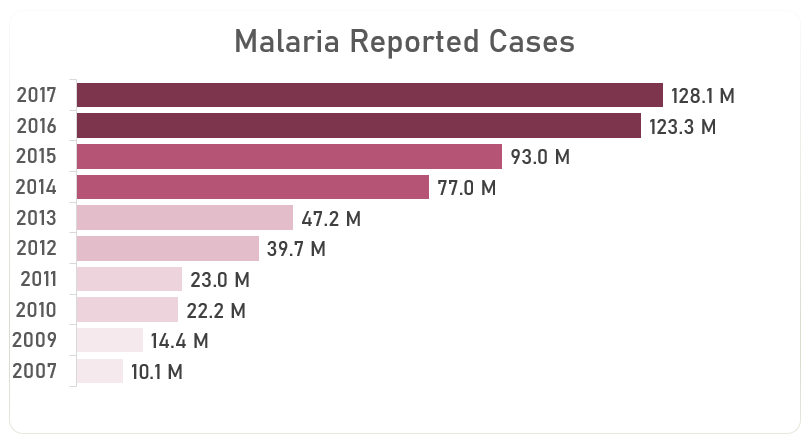 Malaria Reported Cases
2017 128.1 M
2016 123.3 M
2015 93.0 M
2014 77.0 M
2013 47.2 M
2012 39.7 M
2011 23.0 M
2010 22.2 M
2009 14.4 M
2007 10.1 M